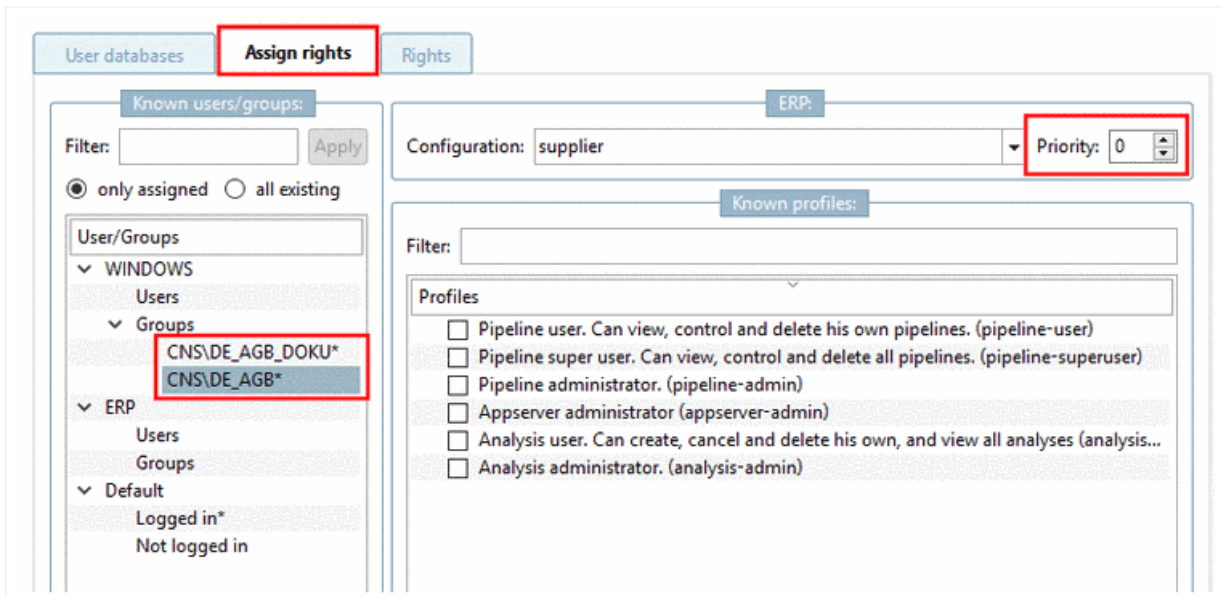 User databases
Assign rights
Rights
Known users/groups:
Filter:
Apply
only assigned
all existing
User/Groups
WINDOWS
Users
Groups
CNS\DE_AGB_DOKU*
CNS\DE_AGB*
ERP
Users
Groups
Default
Logged in*
Not logged in
ERP:
Configuration: supplier
Priority: 0
Known profiles:
Filter:
Profiles
Pipeline user. Can view, control and delete his own pipelines. (pipeline-user)
Pipeline super user. Can view, control and delete all pipelines. (pipeline-superuser)
Pipeline administrator. (pipeline-admin)
Appserver administrator (appserver-admin)
Analysis user. Can create, cancel and delete his own, and view all analyses (analysis...
Analysis administrator. (analysis-admin)